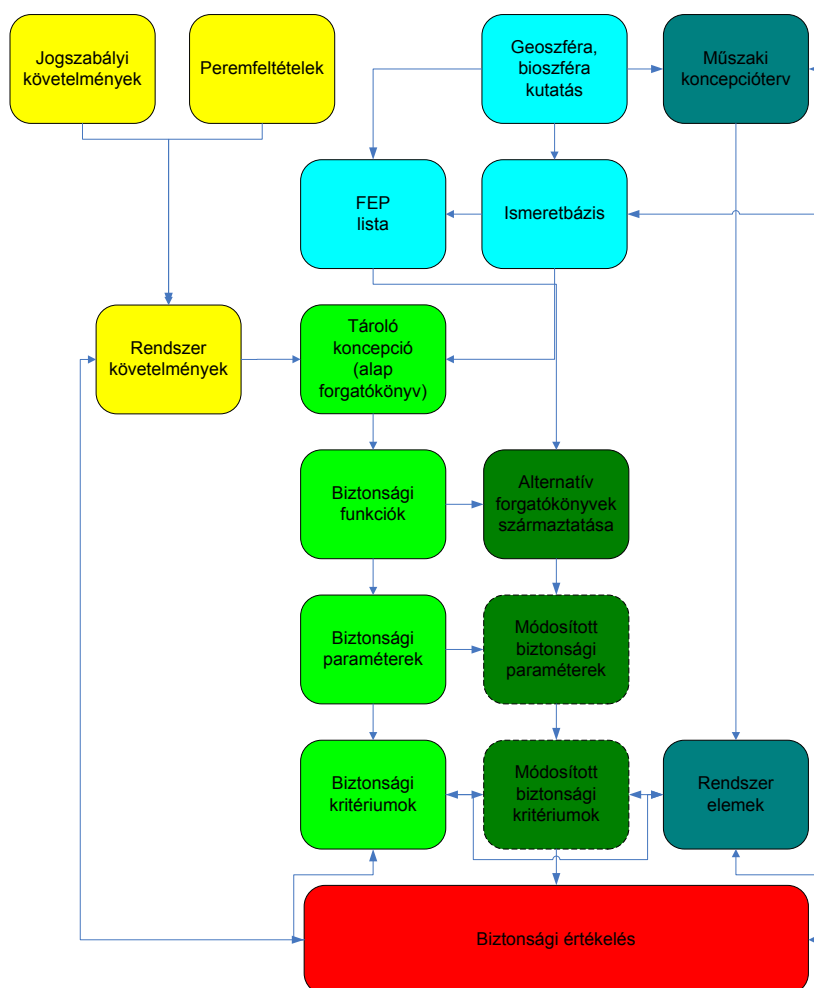 Jogszabályi
követelmények
Peremfeltételek
Geoszféra,
bioszféra
kutatás
Műszaki
koncepcióterv
FEP
lista
Ismeretbázis
Rendszer
követelmények
Tároló
koncepció
(alap
forgatókönyv)
Biztonsági
funkciók
Alternatív
forgatókönyvek
származtatása
Biztonsági
paraméterek
Módosított
biztonsági
paraméterek
Biztonsági
kritériumok
Módosított
biztonsági
kritériumok
Rendszer
elemek
Biztonsági értékelés